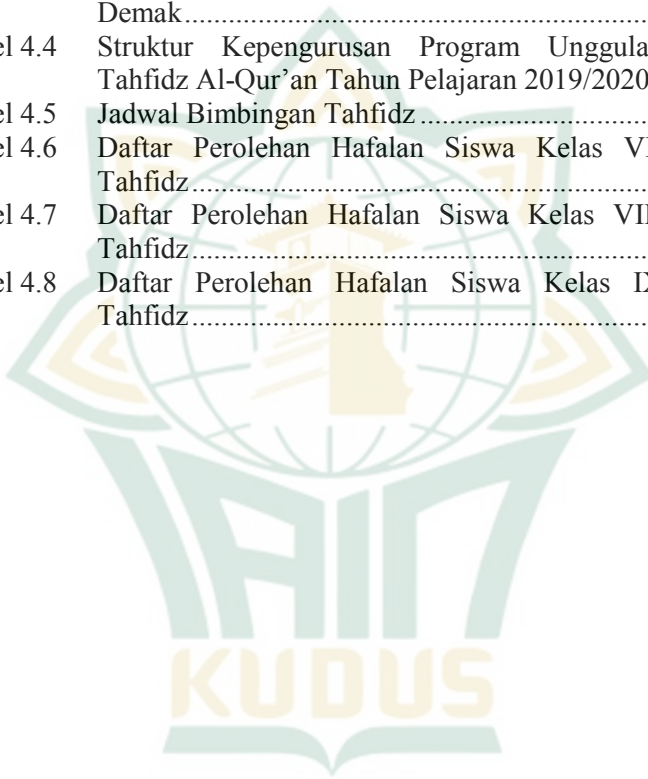 Demak
el 4.4 Struktur Kepengurusan Program Unggula
Tahfidz Al-Qur’an Tahun Pelajaran 2019/2020
el 4.5 Jadwal Bimbingan Tahfidz
el 4.6 Daftar Perolehan Hafalan Siswa Kelas VI
Tahfidz
el 4.7 Daftar Perolehan Hafalan Siswa Kelas VII
Tahfidz
el 4.8 Daftar Perolehan Hafalan Siswa Kelas IX
Tahfidz
IAIN
KUDUS